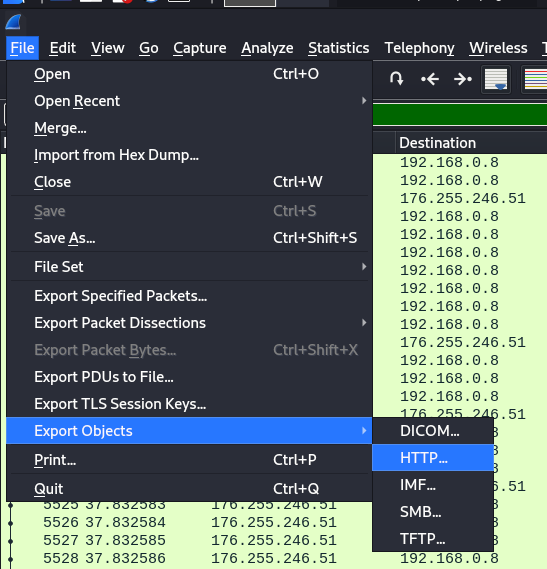 File Edit View Go Capture Analyze Statistics Telephony Wireless
Open Ctrl+O
Open Recent
Merge...
Import from Hex Dump...
Close Ctrl+W
Save Ctrl+S
Save As... Ctrl+Shift+S
File Set
Export Specified Packets...
Export Packet Dissections
Export Packet Bytes... Ctrl+Shift+X
Export PDUs to File...
Export TLS Session Keys...
Export Objects
Print... Ctrl+P
Quit Ctrl+Q
DICOM...
HTTP...
IMF...
SMB...
TFTP...
Destination
192.168.0.8
192.168.0.8
176.255.246.51
192.168.0.8
192.168.0.8
192.168.0.8
192.168.0.8
192.168.0.8
192.168.0.8
192.168.0.8
176.255.246.51
192.168.0.8
192.168.0.8
192.168.0.8
176.255.246.51
5525 37.832583 176.255.246.51
5526 37.832584 176.255.246.51
5527 37.832585 176.255.246.51
5528 37.832586 176.255.246.51 192.168.0.8